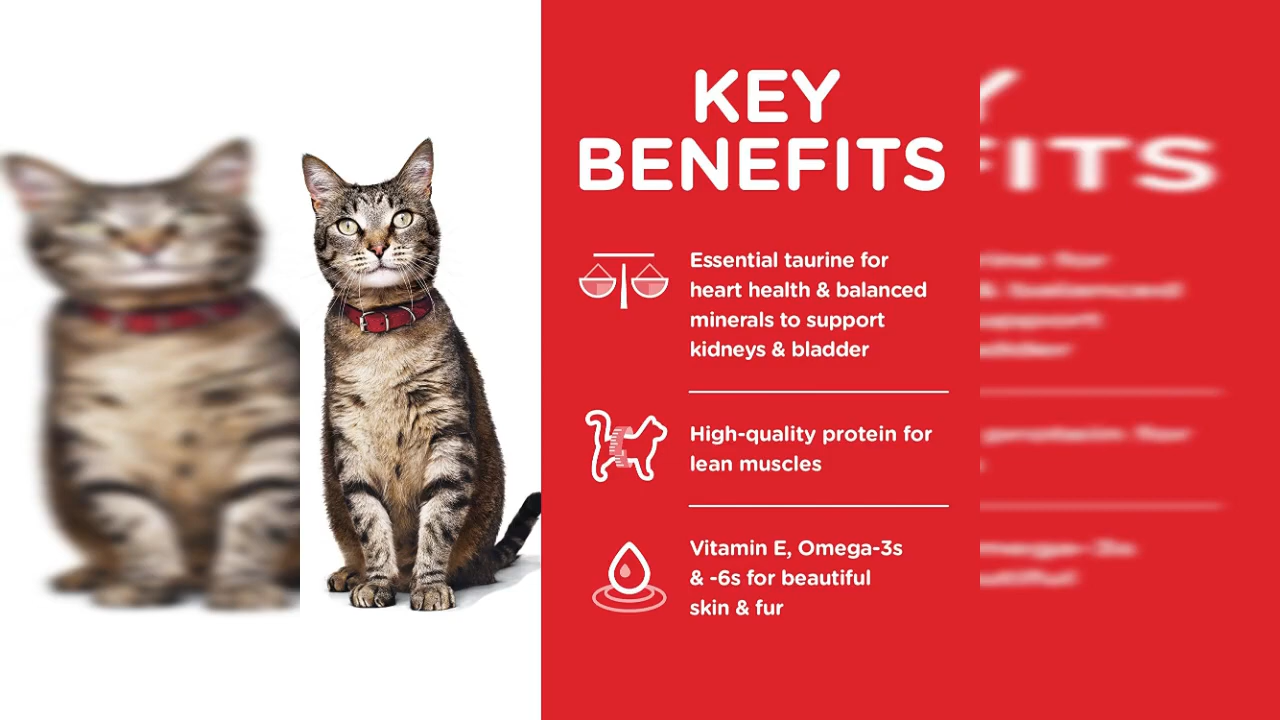 KEY
BENEFITS
Essential taurine for
heart health & balanced
minerals to support
kidneys & bladder
High-quality protein for
lean muscles
Vitamin E, Omega-3s
& -6s for beautiful
skin & fur